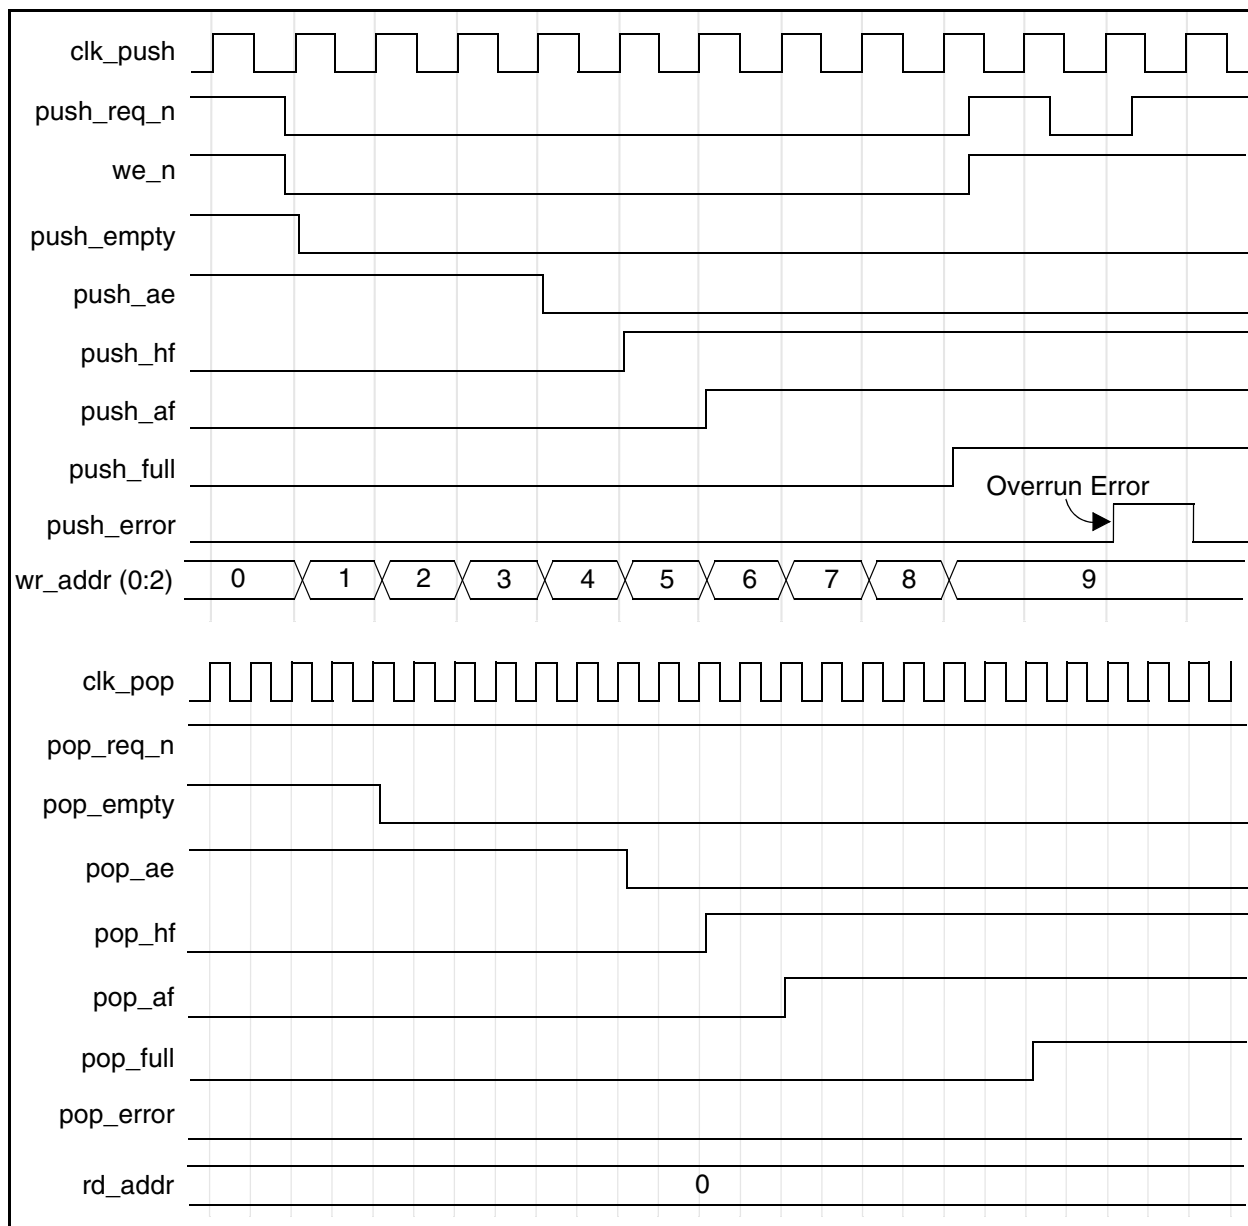 clk_push
push_req_n
we_n
push_empty
push_ae
push_hf
push_af
push_full
Overrun Error
push_error
wr_addr (0:2) 0 1 2 3 4 5 6 7 8 9
clk_pop
pop_req_n
pop_empty
pop_ae
pop_hf
pop_af
pop_full
pop_error
rd_addr 0